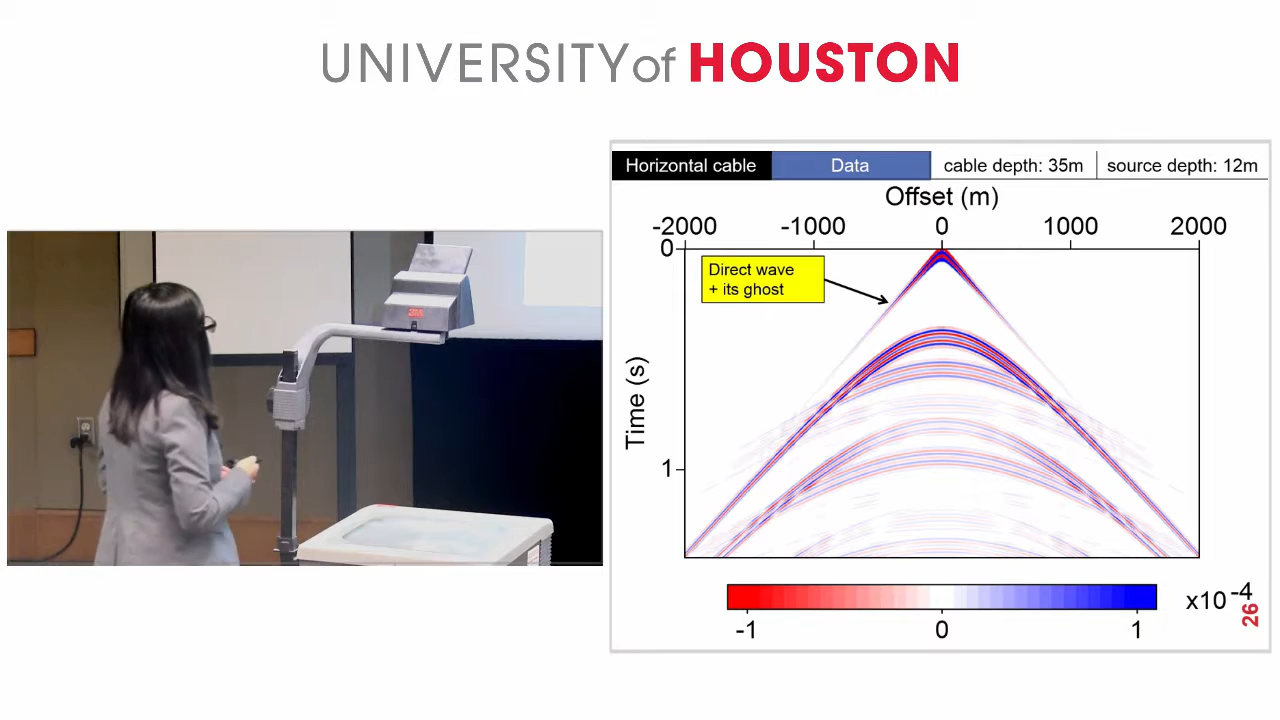 UNIVERSITY of HOUSTON
Horizontal cable Data cable depth: 35m source depth: 12m
Offset (m)
-2000 -1000 0 1000 2000
0
Direct wave
+ its ghost
Time (s)
1
x10 -4
-1 0 1
26
3M